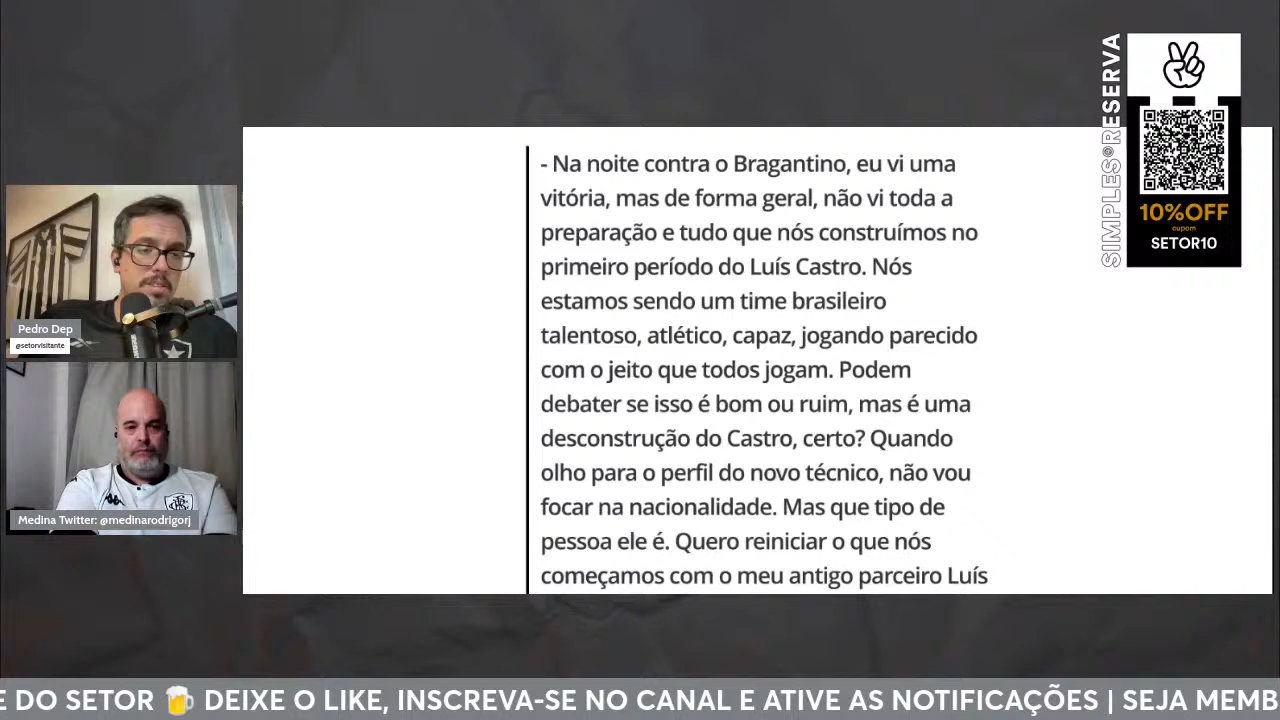 SIMPLES@RESERVA
10%OFF
cupom
SETOR10
- Na noite contra o Bragantino, eu vi uma
vitória, mas de forma geral, não vi toda a
preparação e tudo que nós construímos no
primeiro período do Luís Castro. Nós
estamos sendo um time brasileiro
talentoso, atlético, capaz, jogando parecido
com o jeito que todos jogam. Podem
debater se isso é bom ou ruim, mas é uma
desconstrução do Castro, certo? Quando
olho para o perfil do novo técnico, não vou
focar na nacionalidade. Mas que tipo de
pessoa ele é. Quero reiniciar o que nós
começamos com o meu antigo parceiro Luís
Pedro Dep
@setorvisitante
Medina Twitter: @medinarodrigorj
E DO SETOR 🍺 DEIXE O LIKE, INSCREVA-SE NO CANAL E ATIVE AS NOTIFICAÇÕES | SEJA MEMB